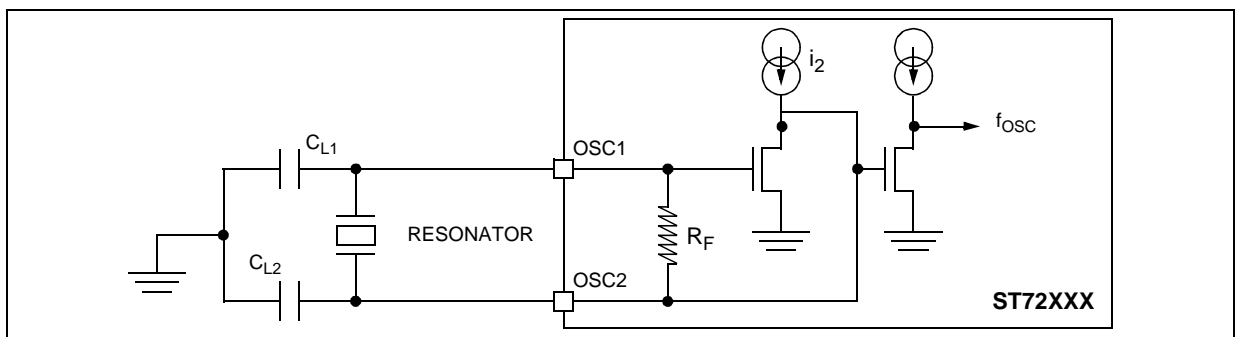 i2
fOSC
CL1
OSC1
RESONATOR
RF
CL2
OSC2
ST72XXX